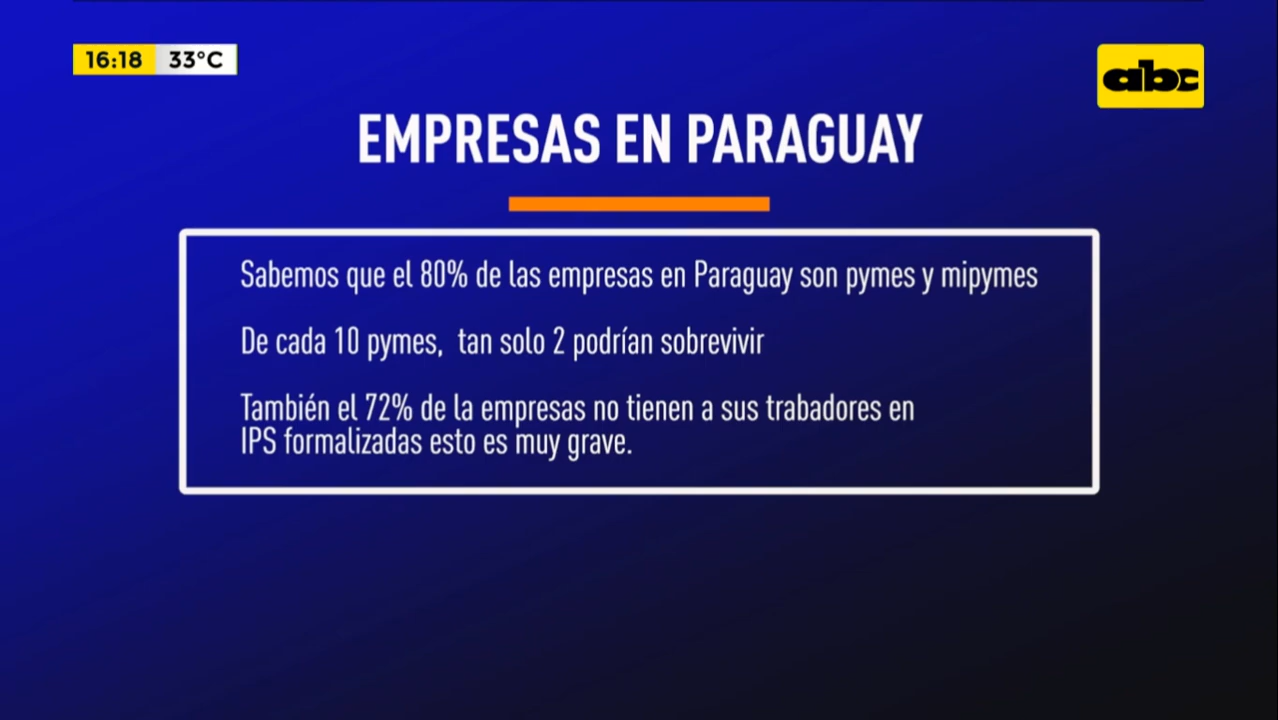 16:18 33°C
abc
EMPRESAS EN PARAGUAY
Sabemos que el 80% de las empresas en Paraguay son pymes y mipymes
De cada 10 pymes, tan solo 2 podrían sobrevivir
También el 72% de la empresas no tienen a sus trabadores en
IPS formalizadas esto es muy grave.